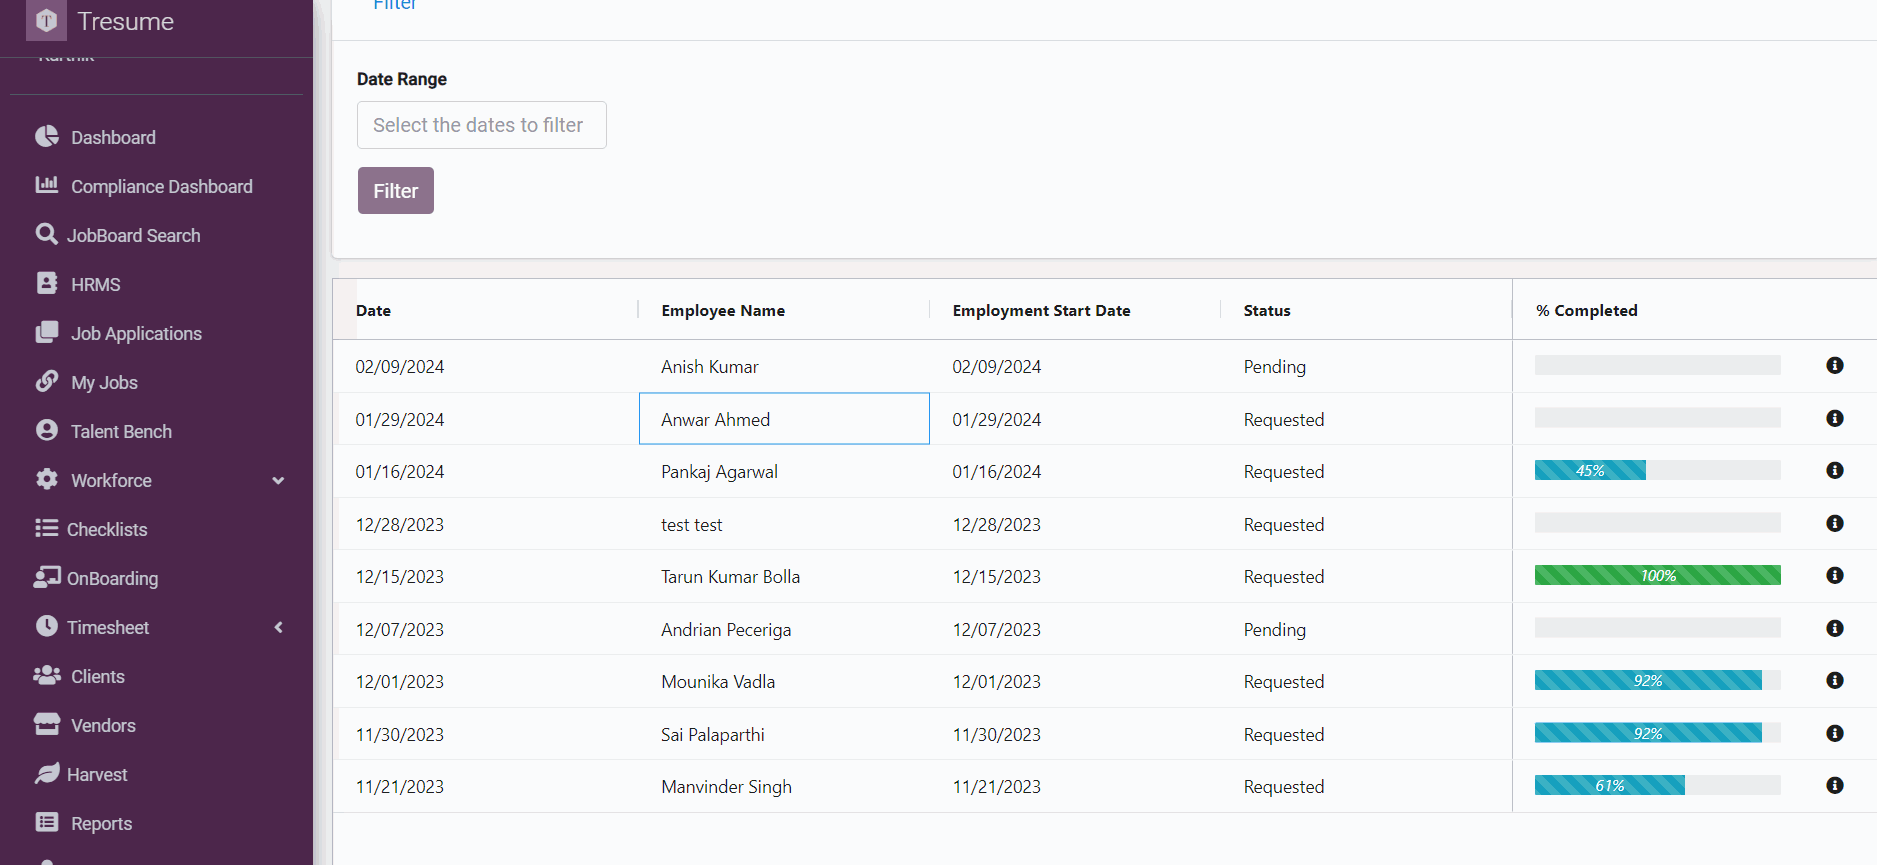 Filter
Tresume
Karthik
Dashboard
Compliance Dashboard
JobBoard Search
HRMS
Job Applications
My Jobs
Talent Bench
Workforce
Checklists
OnBoarding
Timesheet
Clients
Vendors
Harvest
Reports
Date Range
Select the dates to filter
Filter
Date Employee Name Employment Start Date Status % Completed
02/09/2024 Anish Kumar 02/09/2024 Pending
01/29/2024 Anwar Ahmed 01/29/2024 Requested
01/16/2024 Pankaj Agarwal 01/16/2024 Requested 45%
12/28/2023 test test 12/28/2023 Requested
12/15/2023 Tarun Kumar Bolla 12/15/2023 Requested 100%
12/07/2023 Andrian Peceriga 12/07/2023 Pending
12/01/2023 Mounika Vadla 12/01/2023 Requested 92%
11/30/2023 Sai Palaparthi 11/30/2023 Requested 92%
11/21/2023 Manvinder Singh 11/21/2023 Requested 61%